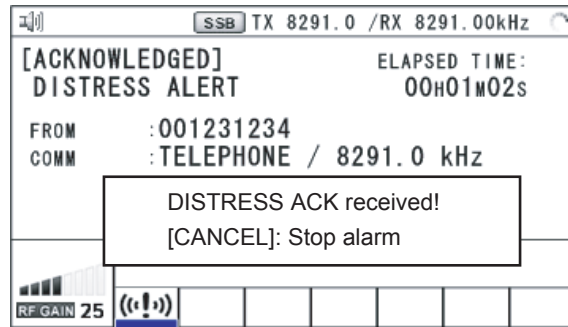 SSB TX 8291.0 /RX 8291.00kHz
[ACKNOWLEDGED] ELAPSED TIME:
DISTRESS ALERT 00H01M02S
FROM :001231234
COMM :TELEPHONE / 8291.0 kHz
DISTRESS ACK received!
[CANCEL]: Stop alarm
RF GAIN 25